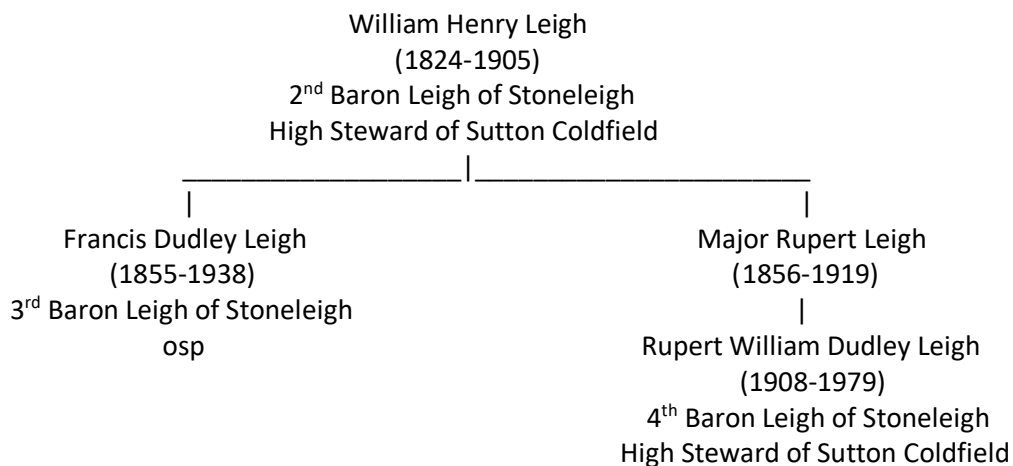 William Henry Leigh
(1824-1905)
2nd Baron Leigh of Stoneleigh
High Steward of Sutton Coldfield
Francis Dudley Leigh
(1855-1938)
3rd Baron Leigh of Stoneleigh
osp
Major Rupert Leigh
(1856-1919)
Rupert William Dudley Leigh
(1908-1979)
4th Baron Leigh of Stoneleigh
High Steward of Sutton Coldfield